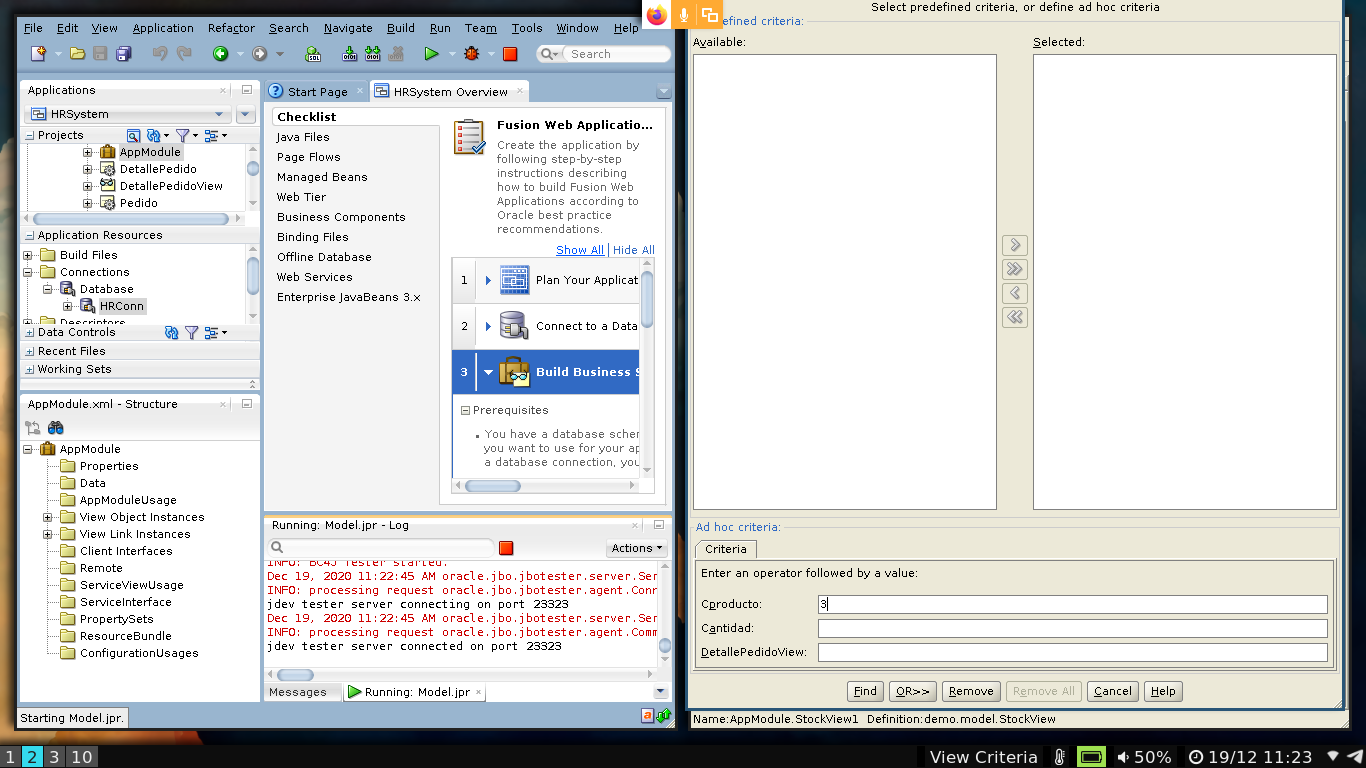 File Edit View Application Refactor Search Navigate Build Run Team Tools Window Help
Search
Applications
HRSystem
Projects
AppModule
DetallePedido
DetallePedidoView
Pedido
Application Resources
Build Files
Connections
Database
HRConn
Descriptors
Data Controls
Recent Files
Working Sets
AppModule.xml - Structure
AppModule
Properties
Data
AppModuleUsage
View Object Instances
View Link Instances
Client Interfaces
Remote
ServiceViewUsage
ServiceInterface
PropertySets
ResourceBundle
ConfigurationUsages
Starting Model.jpr.
Start Page
HRSystem Overview
Checklist
Java Files
Page Flows
Managed Beans
Web Tier
Business Components
Binding Files
Offline Database
Web Services
Enterprise JavaBeans 3.x
Fusion Web Applicatio...
Create the application by
following step-by-step
instructions describing
how to build Fusion Web
Applications according to
Oracle best practice
recommendations.
Show All | Hide All
1 Plan Your Applicat
2 Connect to a Data
3 Build Business S
Prerequisites
• You have a database scher
you want to use for your ap
a database connection, you
Running: Model.jpr - Log
Actions
INFO: BC4J Tester started.
Dec 19, 2020 11:22:45 AM oracle.jbo.jbotester.server.Ser
INFO: processing request oracle.jbo.jbotester.agent.Conn
jdev tester server connecting on port 23323
Dec 19, 2020 11:22:45 AM oracle.jbo.jbotester.server.Ser
INFO: processing request oracle.jbo.jbotester.agent.Comm
jdev tester server connected on port 23323
Messages
Running: Model.jpr
Select predefined criteria, or define ad hoc criteria
efined criteria:
Available:
Selected:
Ad hoc criteria:
Criteria
Enter an operator followed by a value:
Cproducto: 3
Cantidad:
DetallePedidoView:
Find OR>> Remove Remove All Cancel Help
Name:AppModule.StockView1 Definition:demo.model.StockView
1 2 3 10
View Criteria 50% 19/12 11:23